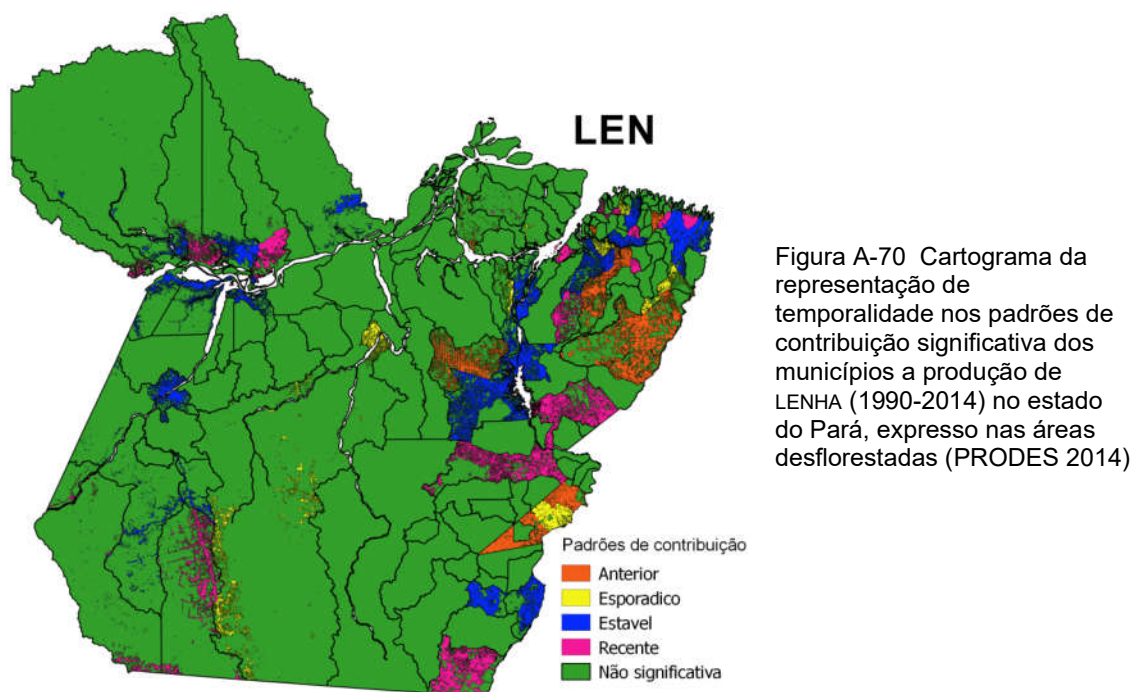 LEN
Figura A-70 Cartograma da
representação de
temporalidade nos padrões de
contribuição significativa dos
municípios a produção de
LENHA (1990-2014) no estado
do Pará, expresso nas áreas
desflorestadas (PRODES 2014)
Padrões de contribuição
Anterior
Esporadico
Estavel
Recente
Não significativa